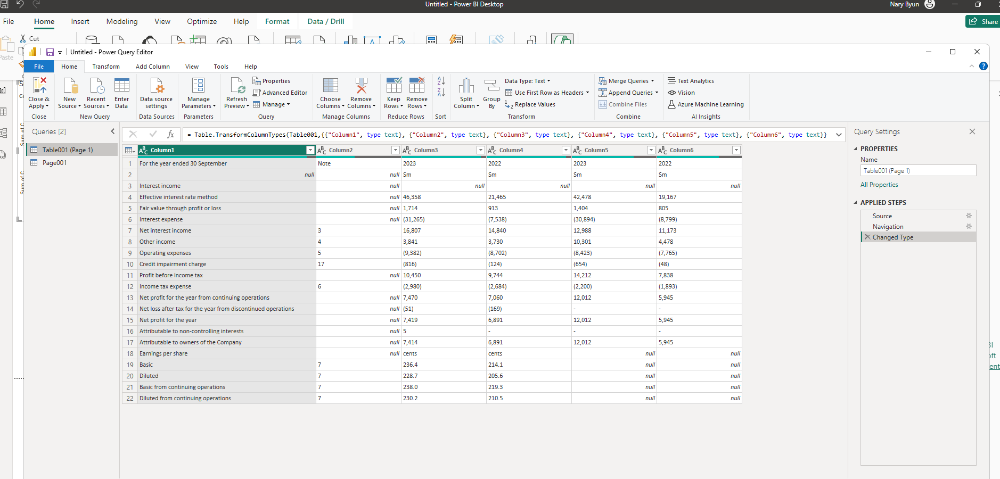 Untitled - Power BI Desktop
Nary Byun
File Home Insert Modeling View Optimize Help Format Data / Drill
Share
Cut
Paste
Untitled - Power Query Editor
File Home Transform Add Column View Tools Help
Close & Apply
New Source
Recent Sources
Enter Data
Data source settings
Manage Parameters
Refresh Preview
Properties
Advanced Editor
Manage
Choose Columns
Remove Columns
Keep Rows
Remove Rows
Split Column
Group By
Data Type: Text
Use First Row as Headers
Replace Values
Merge Queries
Append Queries
Combine Files
Text Analytics
Vision
Azure Machine Learning
Close New Query Data Sources Parameters Query Manage Columns Reduce Rows Sort Transform Combine AI Insights
Queries [2]
Table001 (Page 1)
Page001
fx = Table.TransformColumnTypes(Table001,{{"Column1", type text}, {"Column2", type text}, {"Column3", type text}, {"Column4", type text}, {"Column5", type text}, {"Column6", type text}}
Column1 Column2 Column3 Column4 Column5 Column6
1 For the year ended 30 September Note 2023 2022 2023 2022
2 null null $m $m $m $m
3 Interest income null null null null null
4 Effective interest rate method null 46,358 21,465 42,478 19,167
5 Fair value through profit or loss null 1,714 913 1,404 805
6 Interest expense null (31,265) (7,538) (30,894) (8,799)
7 Net interest income 3 16,807 14,840 12,988 11,173
8 Other income 4 3,841 3,730 10,301 4,478
9 Operating expenses 5 (9,382) (8,702) (8,423) (7,765)
10 Credit impairment charge 17 (816) (124) (654) (48)
11 Profit before income tax null 10,450 9,744 14,212 7,838
12 Income tax expense 6 (2,980) (2,684) (2,200) (1,893)
13 Net profit for the year from continuing operations null 7,470 7,060 12,012 5,945
14 Net loss after tax for the year from discontinued operations null (51) (169) - -
15 Net profit for the year null 7,419 6,891 12,012 5,945
16 Attributable to non-controlling interests null 5 - - -
17 Attributable to owners of the Company null 7,414 6,891 12,012 5,945
18 Earnings per share null cents cents null null
19 Basic 7 236.4 214.1 null null
20 Diluted 7 228.7 205.6 null null
21 Basic from continuing operations 7 238.0 219.3 null null
22 Diluted from continuing operations 7 230.2 210.5 null null
Query Settings
PROPERTIES
Name
Table001 (Page 1)
All Properties
APPLIED STEPS
Source
Navigation
Changed Type
Sum of C
Sum of C